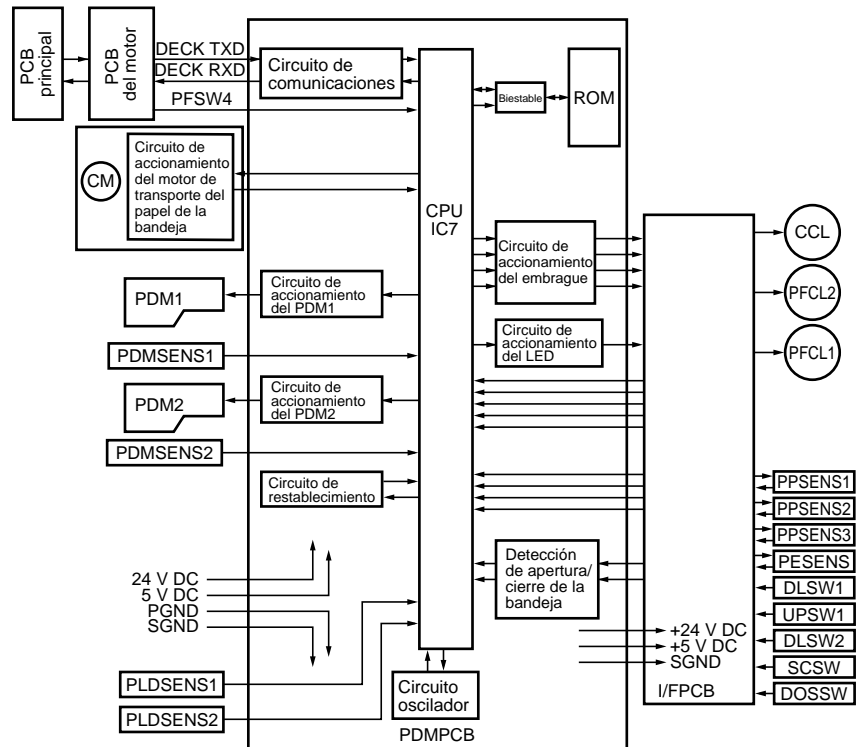 PCB
principal
PCB
del motor
DECK TXD
DECK RXD
PFSW4
Circuito de
comunicaciones
Biestable
ROM
CM
Circuito de
accionamiento
del motor de
transporte del
papel de la
bandeja
CPU
IC7
Circuito de
accionamiento
del embrague
CCL
PFCL2
PFCL1
PDM1
Circuito de
accionamiento
del PDM1
Circuito de
accionamiento
del LED
PDMSENS1
PDM2
Circuito de
accionamiento
del PDM2
PDMSENS2
Circuito de
restablecimiento
PPSENS1
PPSENS2
PPSENS3
PESENS
DLSW1
UPSW1
DLSW2
SCSW
DOSSW
Detección
de apertura/
cierre de la
bandeja
24 V DC
5 V DC
PGND
SGND
+24 V DC
+5 V DC
SGND
I/FPCB
PLDSENS1
PLDSENS2
Circuito
oscilador
PDMPCB